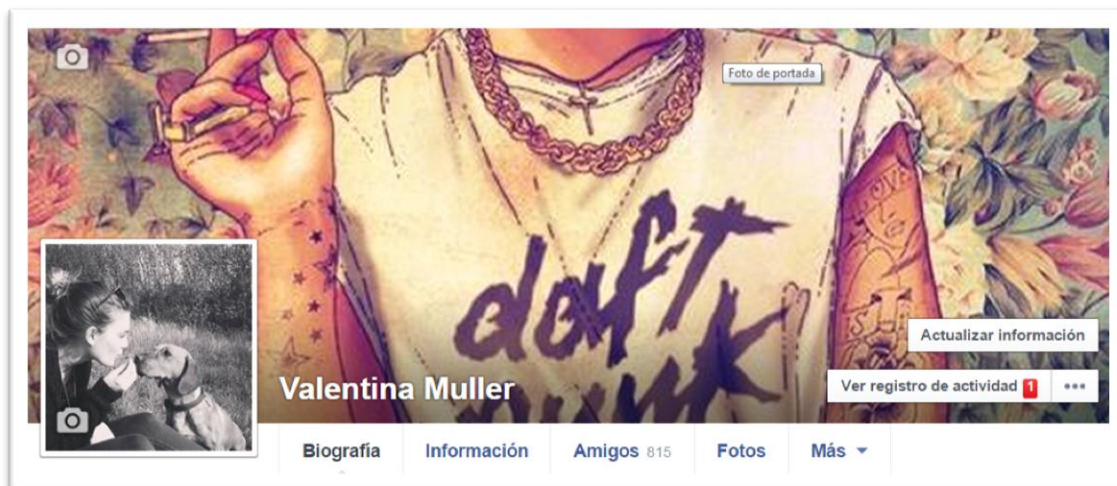 Foto de portada
LOVE
daft
punk
Actualizar información
Valentina Muller
Ver registro de actividad 1 •••
Biografía Información Amigos 815 Fotos Más